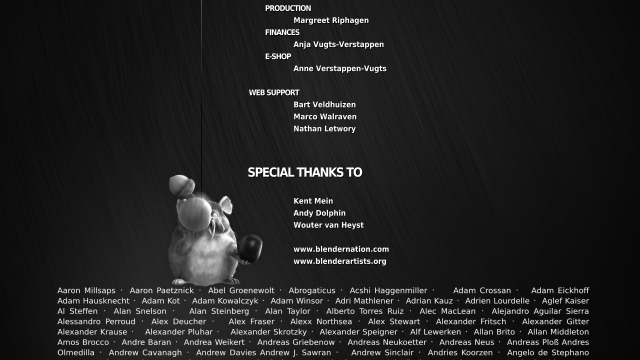 PRODUCTION
Margreet Riphagen
FINANCES
Anja Vugts-Verstappen
E-SHOP
Anne Verstappen-Vugts
WEB SUPPORT
Bart Veldhuizen
Marco Walraven
Nathan Letwory
SPECIAL THANKS TO
Kent Mein
Andy Dolphin
Wouter van Heyst
www.blendernation.com
www.blenderartists.org
Aaron Millsaps · Aaron Paetznick · Abel Groenewolt · Abrogaticus · Acshi Haggenmiller · Adam Crossan · Adam Eickhoff
Adam Hausknecht · Adam Kot · Adam Kowalczyk · Adam Winsor · Adri Mathlener · Adrian Kauz · Adrien Lourdelle · Aglef Kaiser
Al Steffen · Alan Snelson · Alan Steinberg · Alan Taylor · Alberto Torres Ruiz · Alec MacLean · Alejandro Aguilar Sierra
Alessandro Perroud · Alex Deucher · Alex Fraser · Alexx Northsea · Alex Stewart · Alexander Fritsch · Alexander Gitter
Alexander Krause · Alexander Pluhar · Alexander Skrotzky · Alexander Speigner · Alf Lewerken · Allan Brito · Allan Middleton
Amos Brocco · Andre Baran · Andrea Weikert · Andreas Griebenow · Andreas Neukoetter · Andreas Neus · Andreas Ploß Andres
Olmedilla · Andrew Cavanagh · Andrew Davies Andrew J. Sawran · Andrew Sinclair · Andries Koorzen · Angelo de Stephano